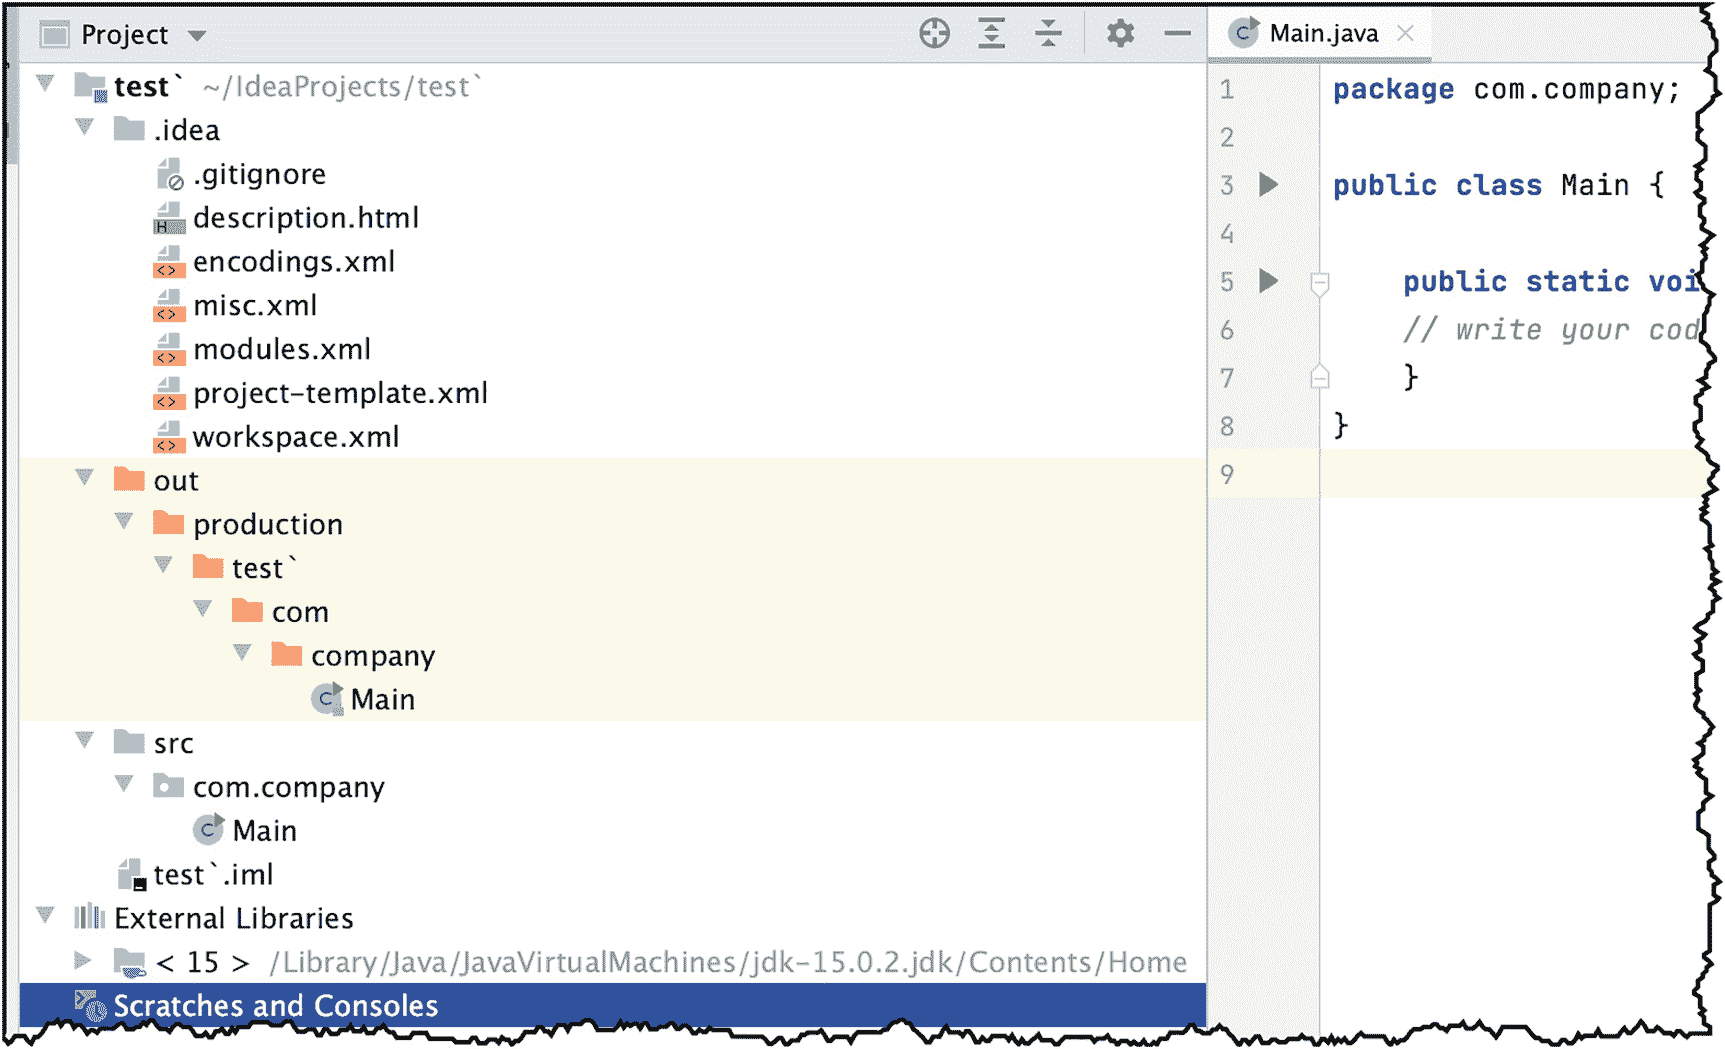 Project
test` ~/IdeaProjects/test`
.idea
.gitignore
description.html
encodings.xml
misc.xml
modules.xml
project-template.xml
workspace.xml
out
production
test`
com
company
Main
src
com.company
Main
test`.iml
External Libraries
< 15 > /Library/Java/JavaVirtualMachines/jdk-15.0.2.jdk/Contents/Home
Scratches and Consoles
Main.java
1 package com.company;
2
3 public class Main {
4
5 public static voi
6 // write your cod
7 }
8 }
9